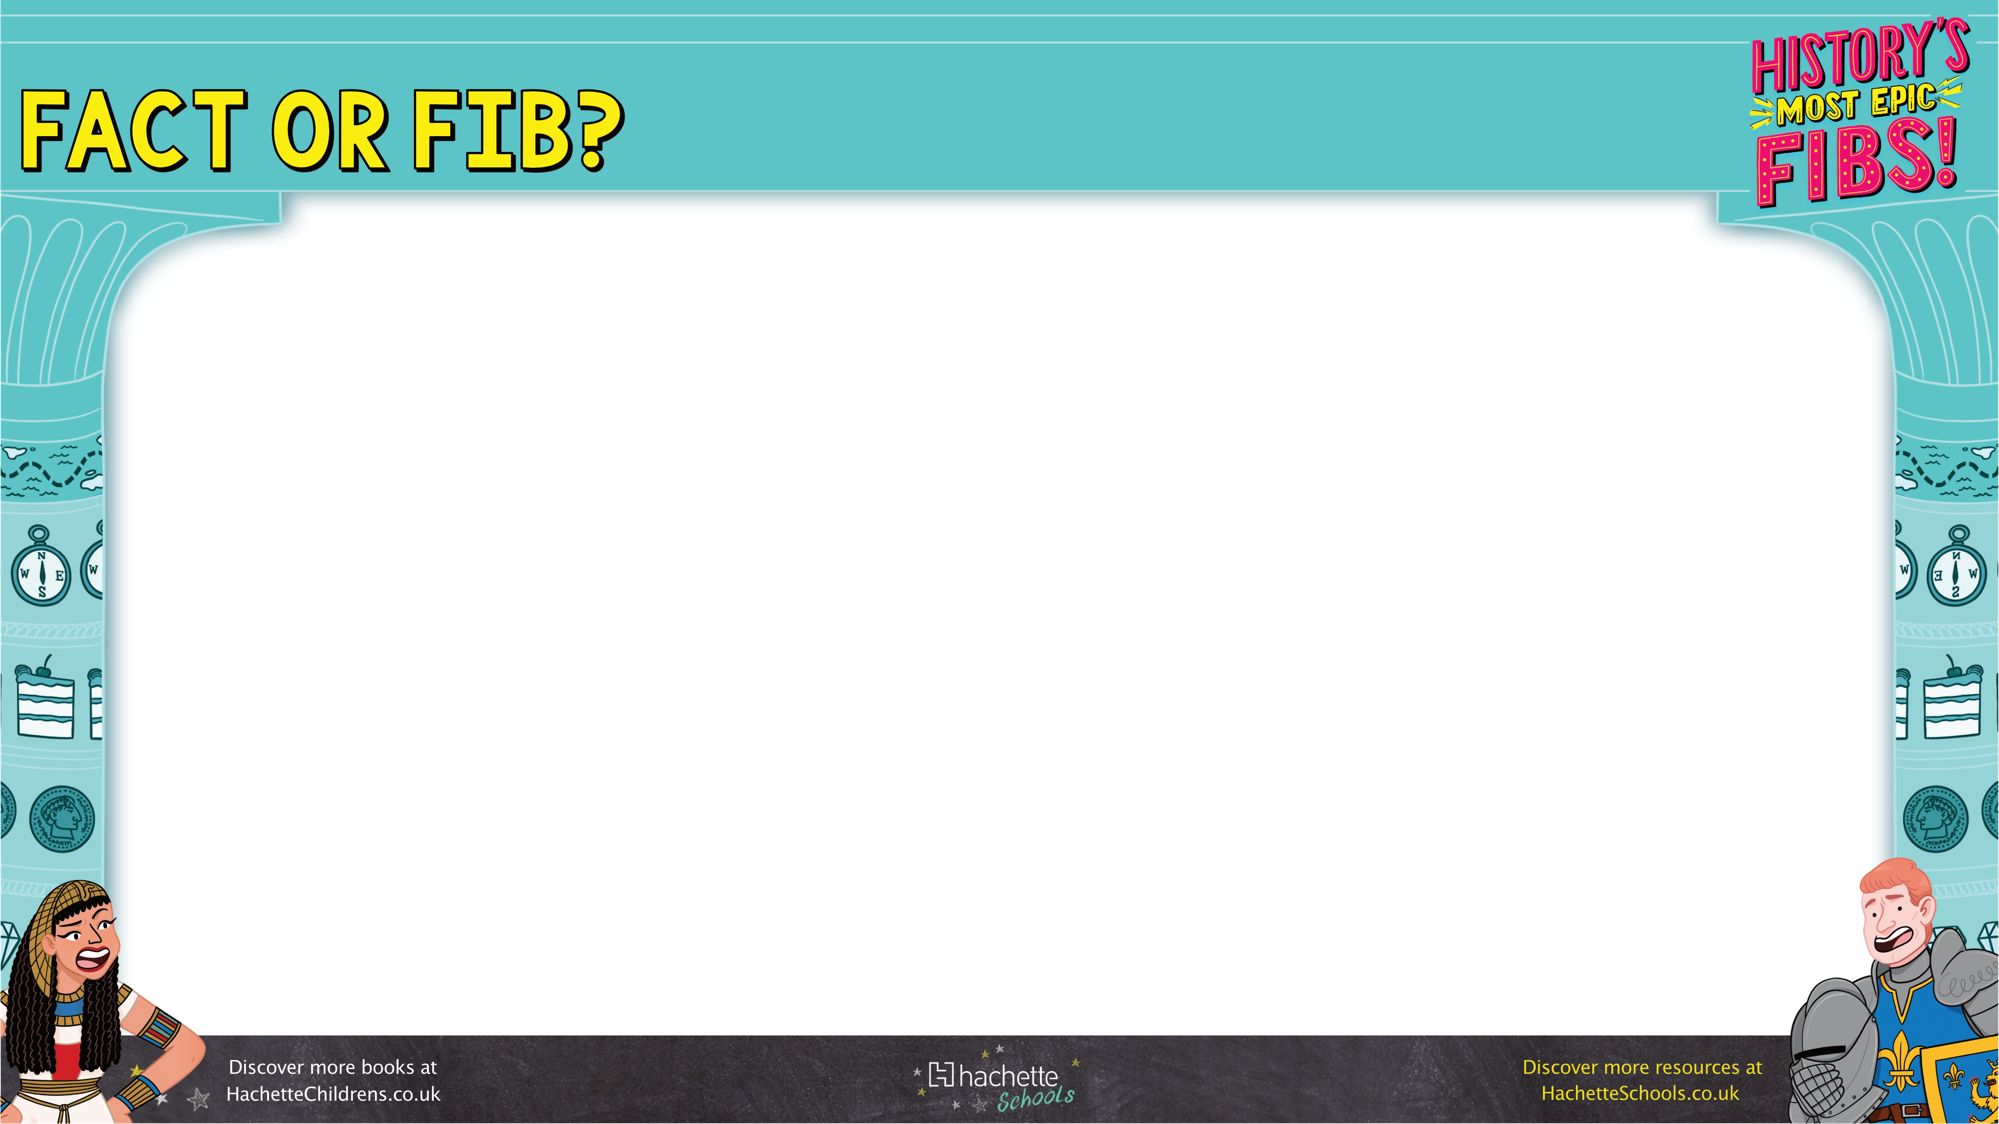 FACT OR FIB?
HISTORY'S
MOST EPIC
FIBS!
N
W E
S
W
W
N
W E
S
Discover more books at
HachetteChildrens.co.uk
hachette
Schools
Discover more resources at
HachetteSchools.co.uk